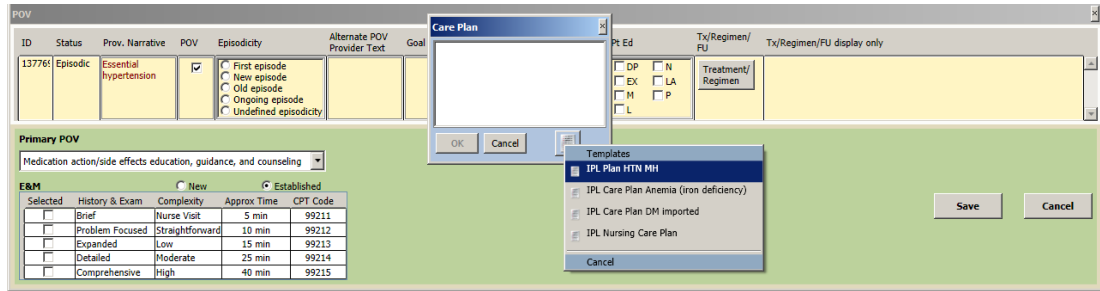 POV
ID Status Prov. Narrative POV Episodicity Alternate POV Provider Text Goal Pt Ed Tx/Regimen/ FU Tx/Regimen/FU display only
Episodic
Essential hypertension
First episode
New episode
Old episode
Ongoing episode
Undefined episodicity
Care Plan
OK Cancel
DP N
EX LA
M P
L
Treatment/ Regimen
Templates
IPL Plan HTN MH
IPL Care Plan Anemia (iron deficiency)
IPL Care Plan DM imported
IPL Nursing Care Plan
Cancel
Primary POV
Medication action/side effects education, guidance, and counseling
E&M New Established
Selected History & Exam Complexity Approx Time CPT Code
Brief Nurse Visit 5 min 99211
Problem Focused Straightforward 10 min 99212
Expanded Low 15 min 99213
Detailed Moderate 25 min 99214
Comprehensive High 40 min 99215
Save Cancel